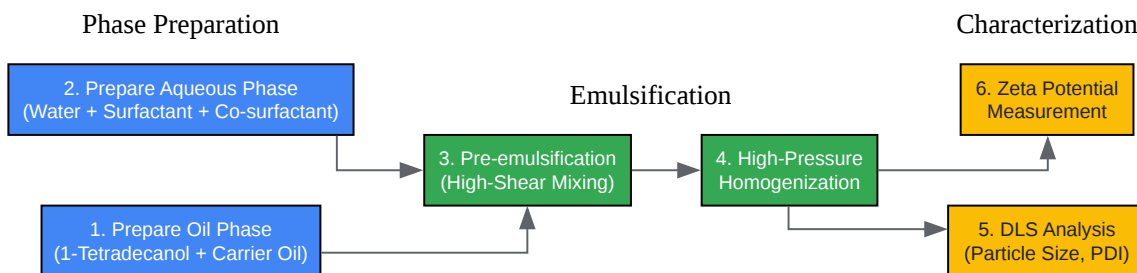 Phase Preparation
Characterization
2. Prepare Aqueous Phase
(Water + Surfactant + Co-surfactant)
Emulsification
6. Zeta Potential
Measurement
3. Pre-emulsification
(High-Shear Mixing)
4. High-Pressure
Homogenization
1. Prepare Oil Phase
(1-Tetradecanol + Carrier Oil)
5. DLS Analysis
(Particle Size, PDI)